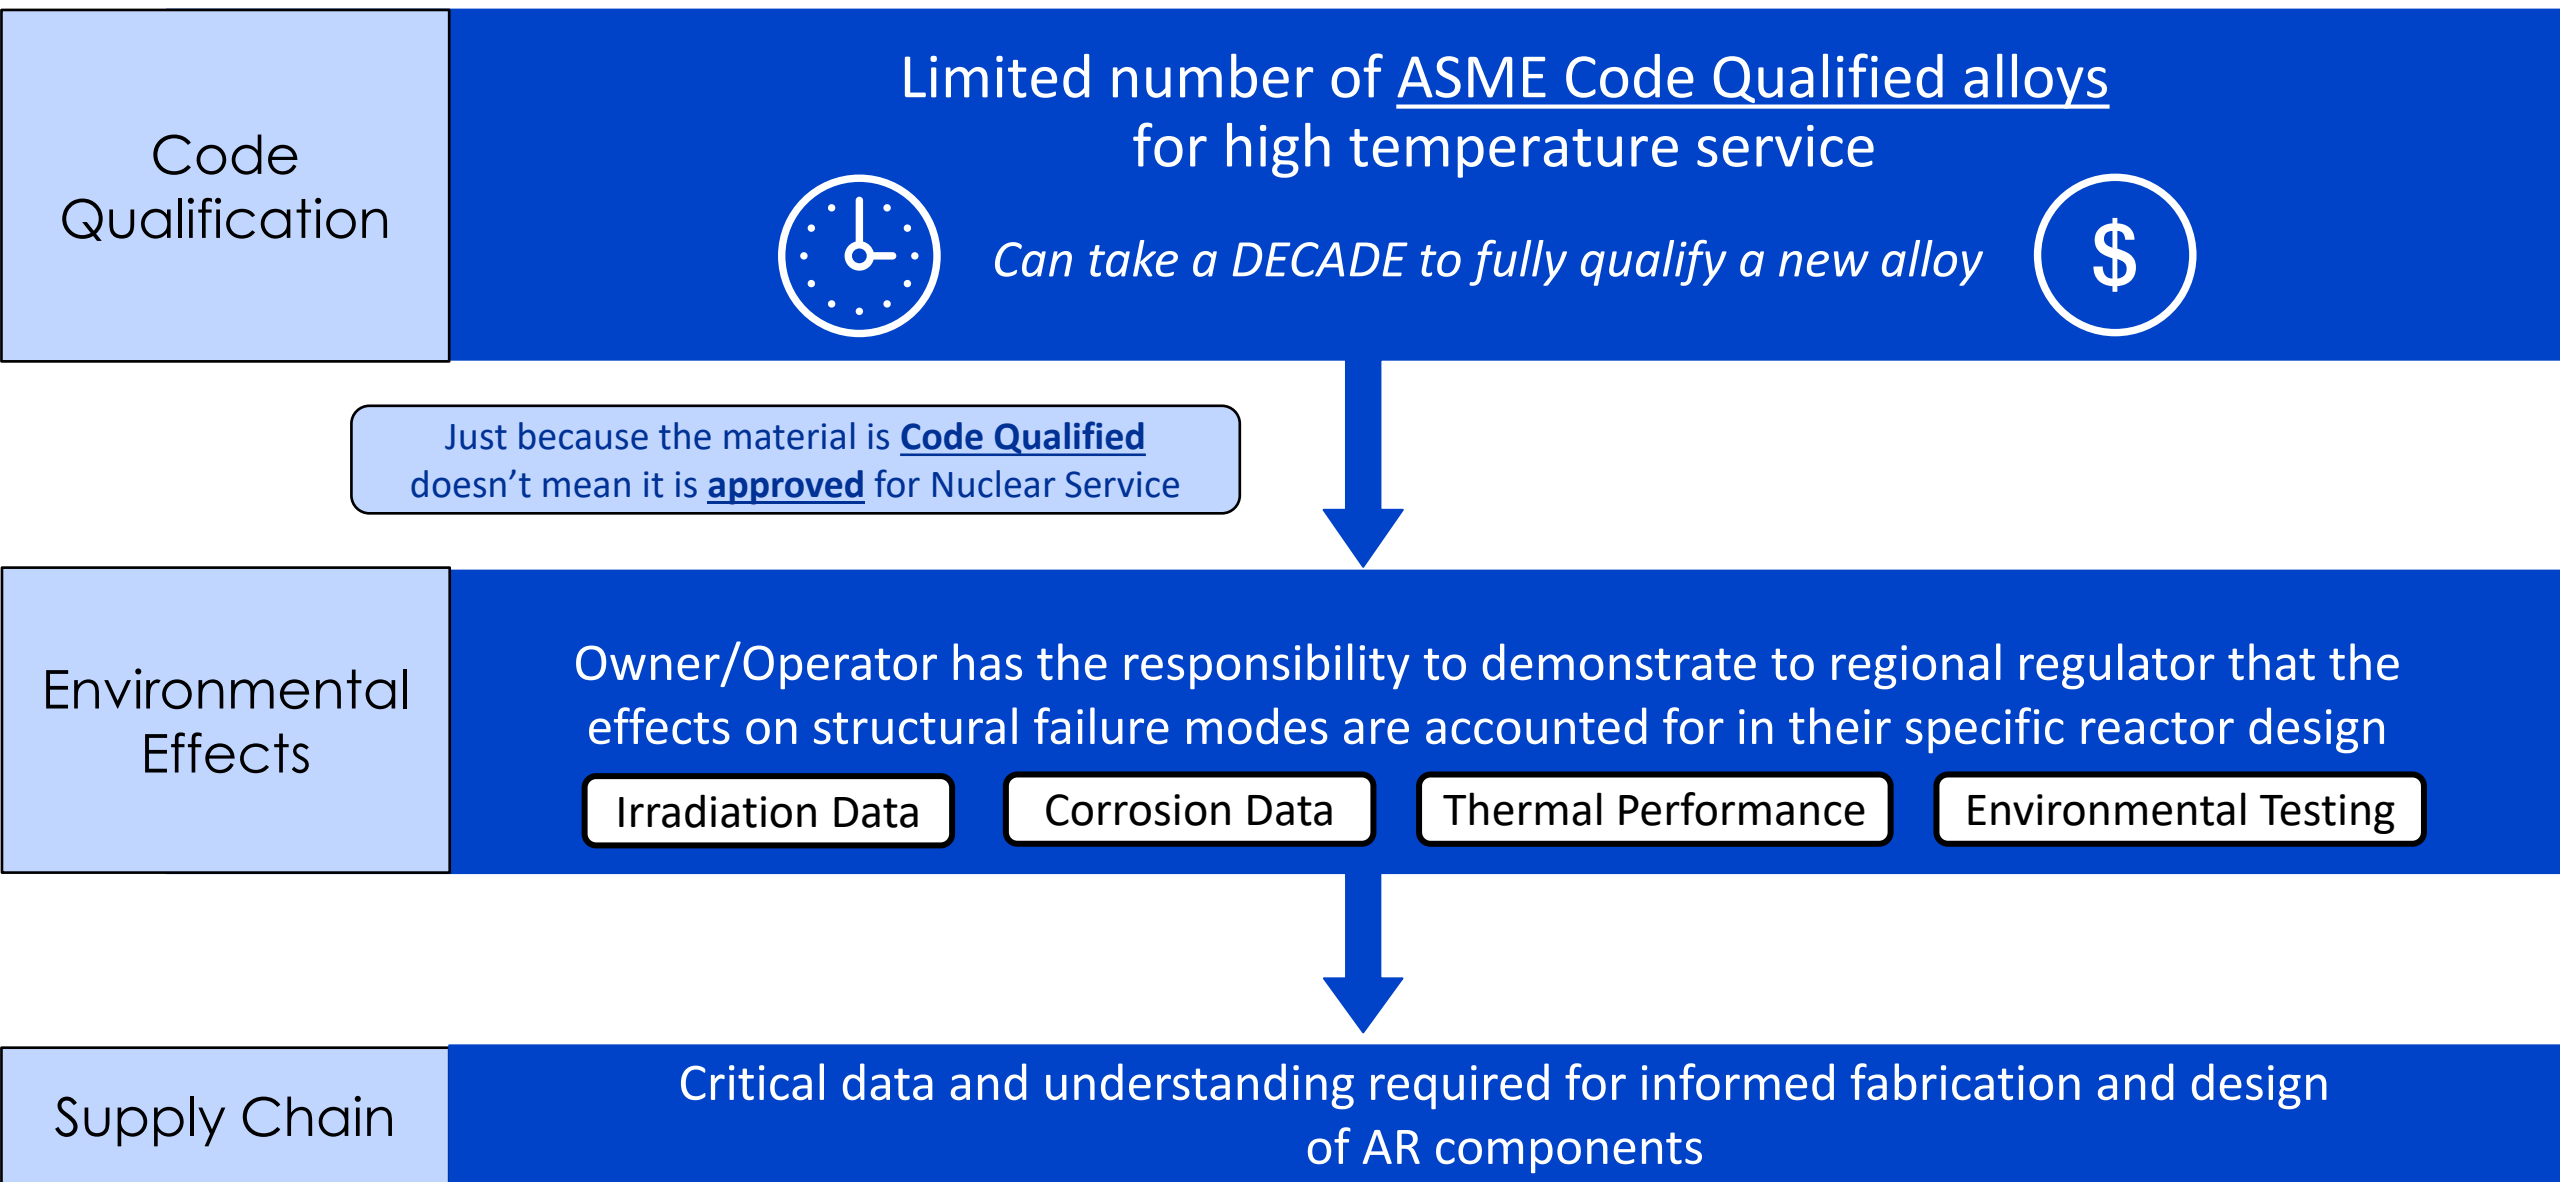 Code
Qualification
Limited number of ASME Code Qualified alloys
for high temperature service
Can take a DECADE to fully qualify a new alloy
$
Just because the material is Code Qualified
doesn’t mean it is approved for Nuclear Service
Environmental
Effects
Owner/Operator has the responsibility to demonstrate to regional regulator that the
effects on structural failure modes are accounted for in their specific reactor design
Irradiation Data
Corrosion Data
Thermal Performance
Environmental Testing
Supply Chain
Critical data and understanding required for informed fabrication and design
of AR components